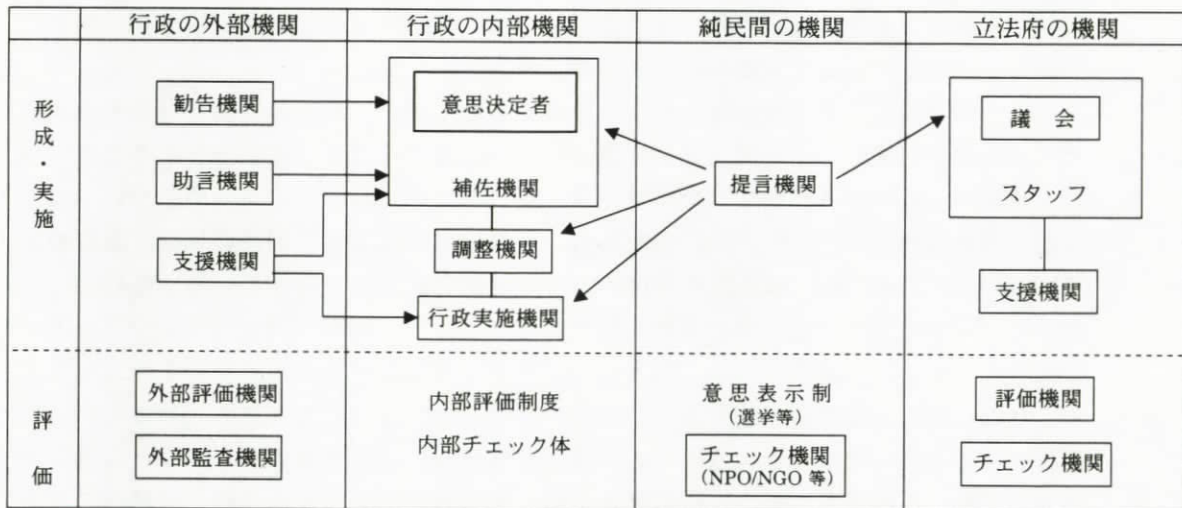 行政の外部機関
行政の内部機関
純民間の機関
立法府の機関
形成・実施
勧告機関
助言機関
支援機関
意思決定者
補佐機関
調整機関
行政実施機関
提言機関
議 会
スタッフ
支援機関
評 価
外部評価機関
外部監査機関
内部評価制度
内部チェック体
意思表示制
(選挙等)
チェック機関
(NPO/NGO 等)
評価機関
チェック機関